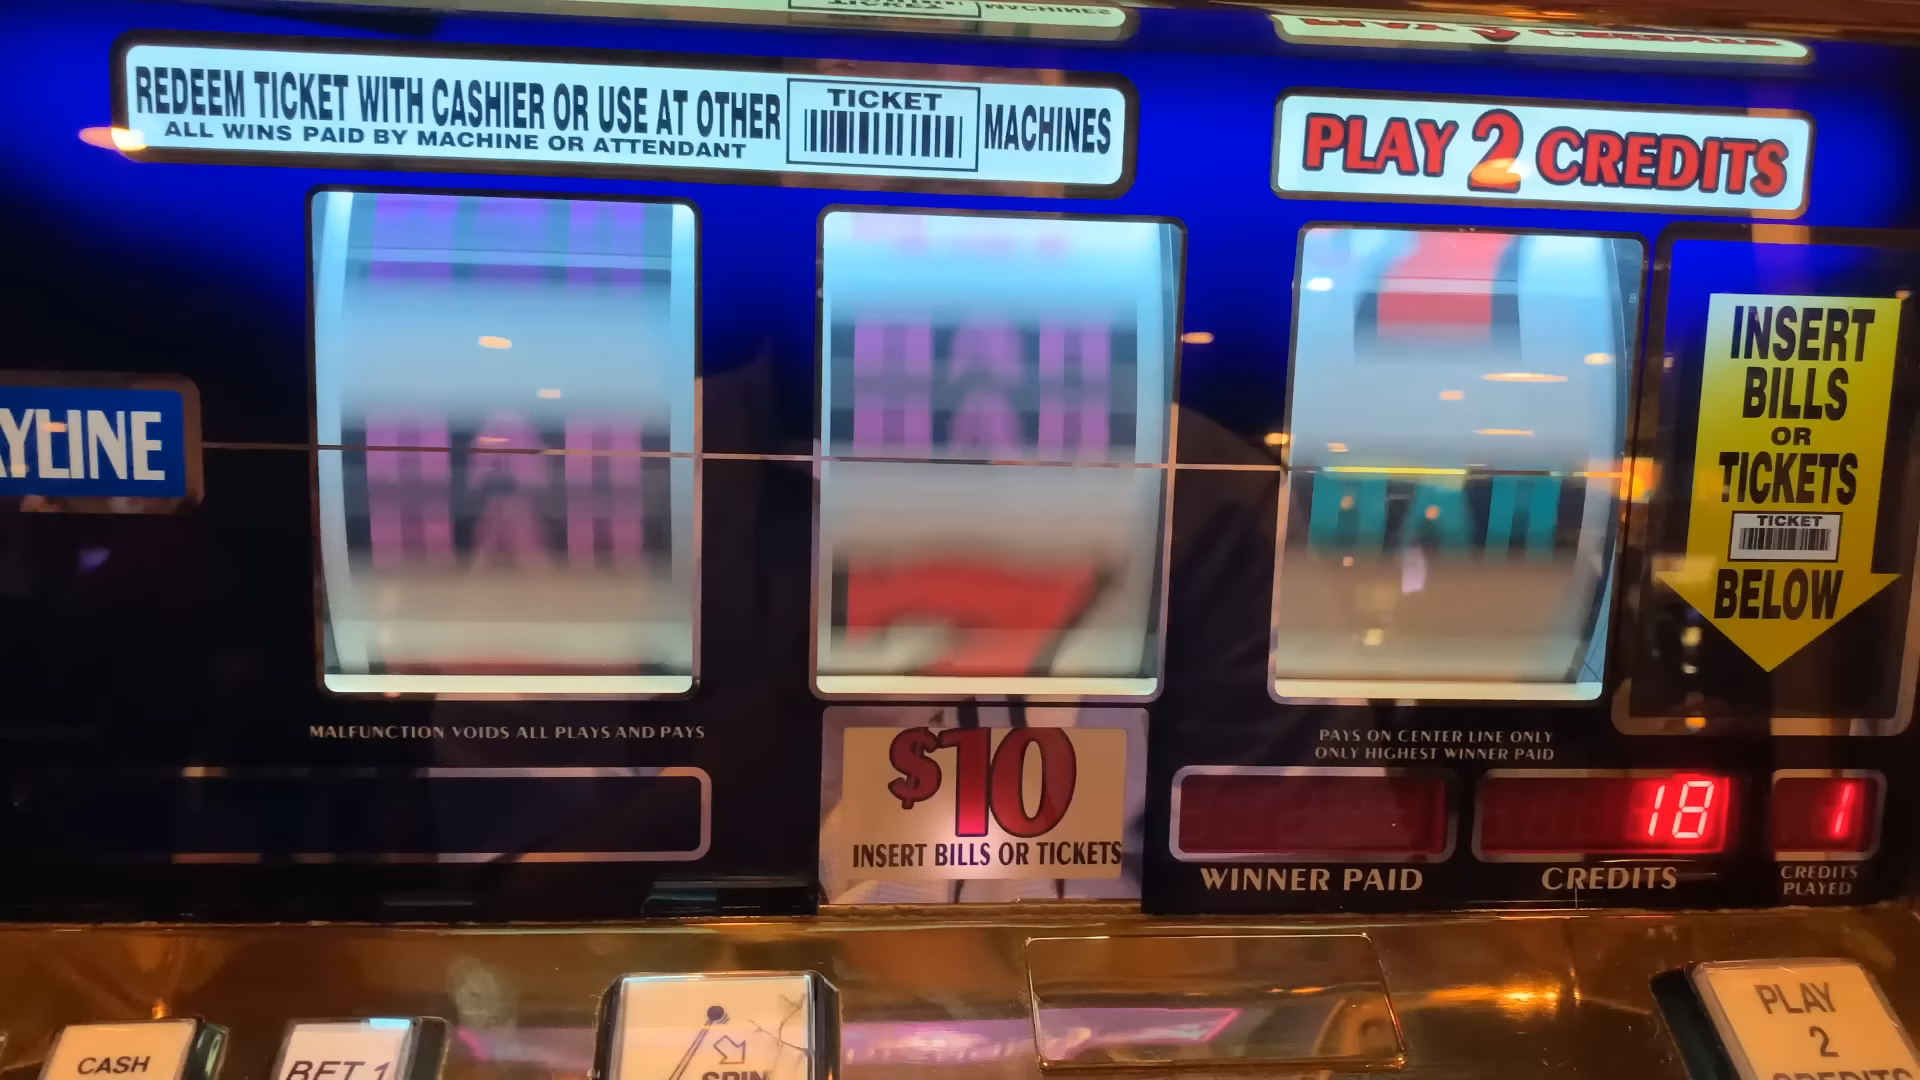 REDEEM TICKET WITH CASHIER OR USE AT OTHER
TICKET
MACHINES
ALL WINS PAID BY MACHINE OR ATTENDANT
PLAY 2 CREDITS
INSERT
BILLS
OR
TICKETS
TICKET
BELOW
YLINE
7
MALFUNCTION VOIDS ALL PLAYS AND PAYS
PAYS ON CENTER LINE ONLY
ONLY HIGHEST WINNER PAID
$10
INSERT BILLS OR TICKETS
18
1
WINNER PAID
CREDITS
CREDITS
PLAYED
CASH
BET 1
SPIN
PLAY
2
CREDITS